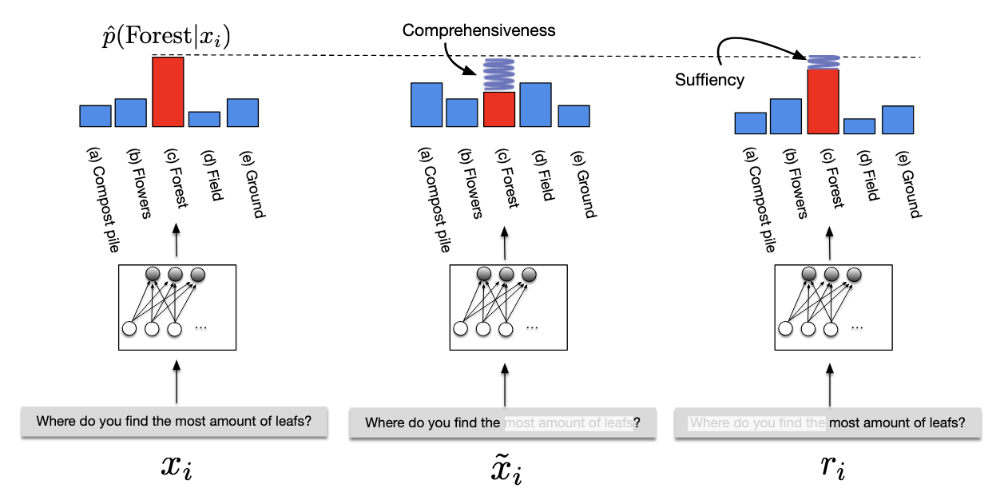 p̂(Forest|xᵢ)
Comprehensiveness
Suffiency
(a) Compost pile
(b) Flowers
(c) Forest
(d) Field
(e) Ground
(a) Compost pile
(b) Flowers
(c) Forest
(d) Field
(e) Ground
(a) Compost pile
(b) Flowers
(c) Forest
(d) Field
(e) Ground
...
...
...
Where do you find the most amount of leafs?
Where do you find the most amount of leafs?
Where do you find the most amount of leafs?
xᵢ
x̃ᵢ
rᵢ